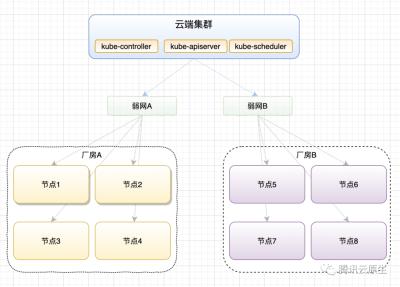 云端集群
kube-controller kube-apiserver kube-scheduler
弱网A 弱网B
厂房A 厂房B
节点1 节点2 节点5 节点6
节点3 节点4 节点7 节点8
腾讯云原生